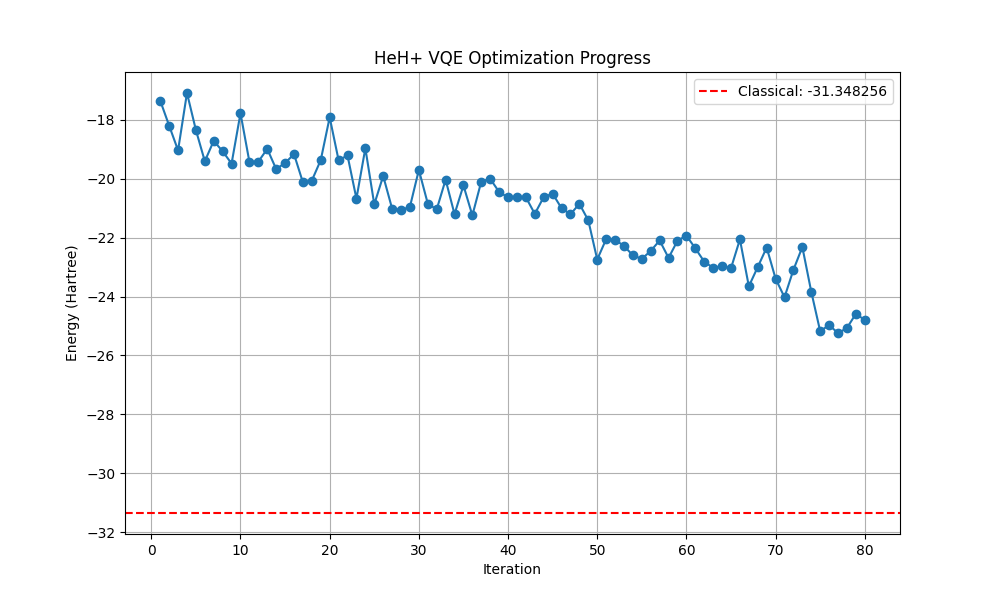 HeH+ VQE Optimization Progress
Classical: -31.348256
Energy (Hartree)
−18
−20
−22
−24
−26
−28
−30
−32
0 10 20 30 40 50 60 70 80
Iteration